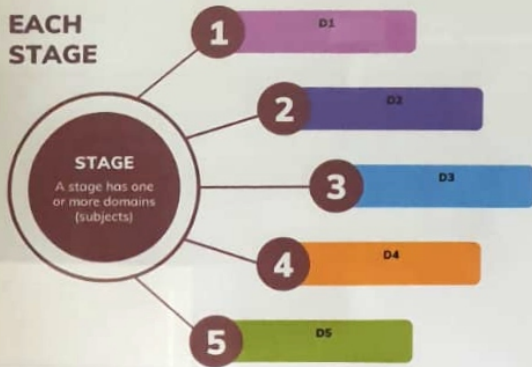 EACH
STAGE
STAGE
A stage has one
or more domains
(subjects)
1
D1
2
D2
3
D3
4
D4
5
D5